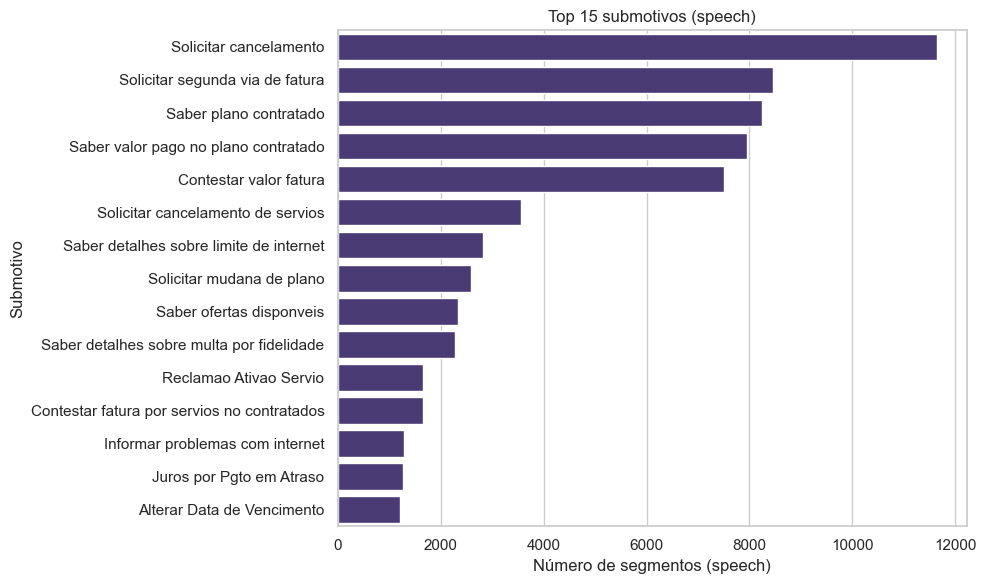 Top 15 submotivos (speech)
Submotivo
Solicitar cancelamento
Solicitar segunda via de fatura
Saber plano contratado
Saber valor pago no plano contratado
Contestar valor fatura
Solicitar cancelamento de servios
Saber detalhes sobre limite de internet
Solicitar mudana de plano
Saber ofertas disponveis
Saber detalhes sobre multa por fidelidade
Reclamao Ativao Servio
Contestar fatura por servios no contratados
Informar problemas com internet
Juros por Pgto em Atraso
Alterar Data de Vencimento
0 2000 4000 6000 8000 10000 12000
Número de segmentos (speech)